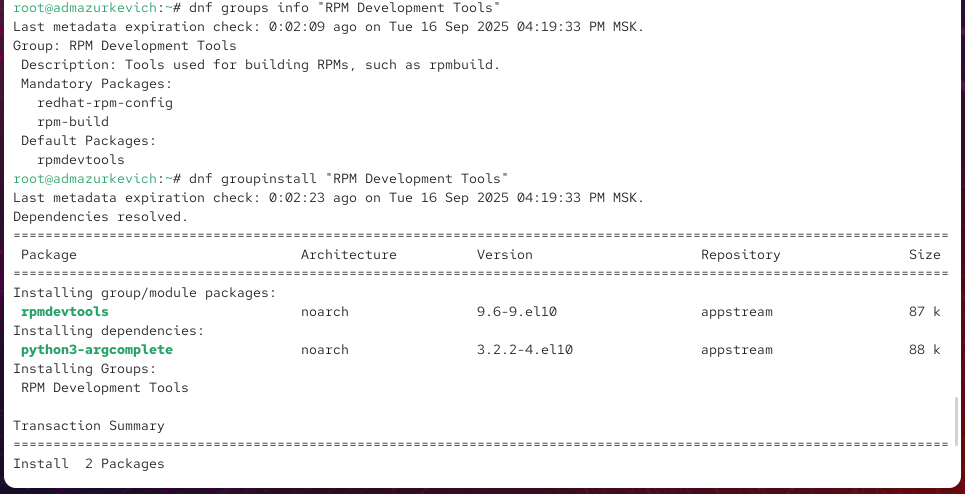 root@admazurkevich:~# dnf groups info "RPM Development Tools"
Last metadata expiration check: 0:02:09 ago on Tue 16 Sep 2025 04:19:33 PM MSK.
Group: RPM Development Tools
 Description: Tools used for building RPMs, such as rpmbuild.
 Mandatory Packages:
   redhat-rpm-config
   rpm-build
 Default Packages:
   rpmdevtools
root@admazurkevich:~# dnf groupinstall "RPM Development Tools"
Last metadata expiration check: 0:02:23 ago on Tue 16 Sep 2025 04:19:33 PM MSK.
Dependencies resolved.
=====================================================================================================================
 Package                            Architecture          Version                     Repository                Size
=====================================================================================================================
Installing group/module packages:
 rpmdevtools                        noarch                9.6-9.el10                  appstream                 87 k
Installing dependencies:
 python3-argcomplete                noarch                3.2.2-4.el10                appstream                 88 k
Installing Groups:
 RPM Development Tools
Transaction Summary
=====================================================================================================================
Install  2 Packages